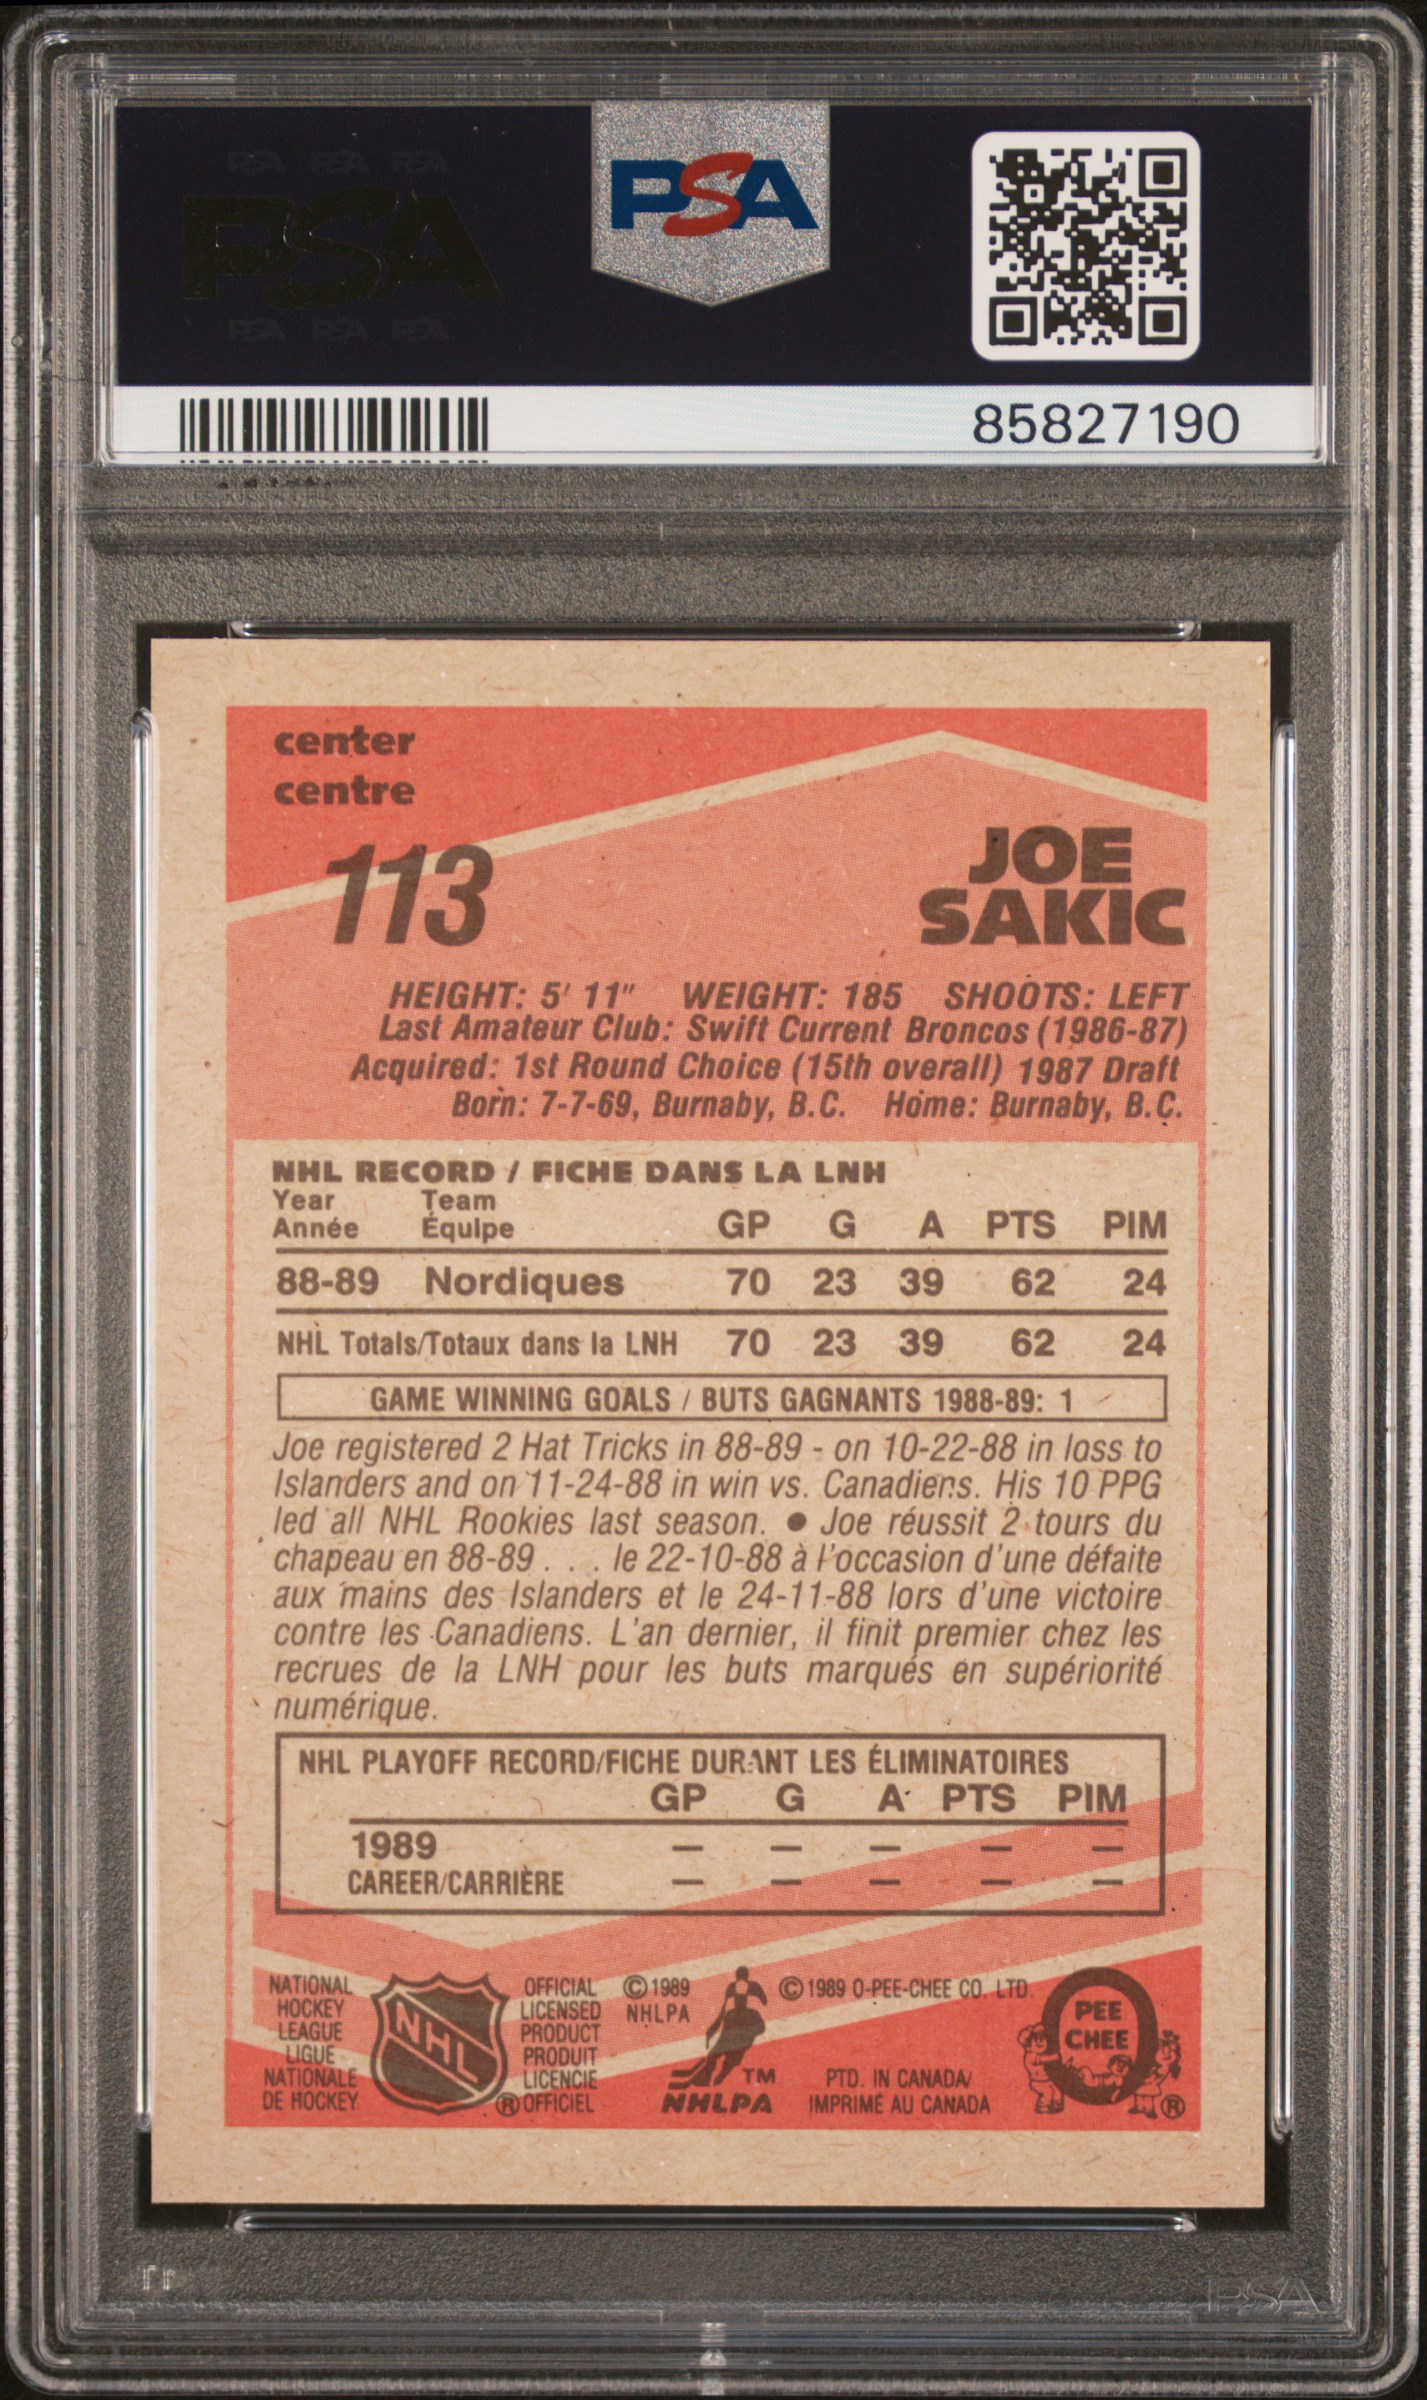 PSA PSA PSA
PSA
PSA PSA PSA
PSA
85827190
center
centre
113
JOE
SAKIC
HEIGHT: 5' 11" WEIGHT: 185 SHOOTS: LEFT
Last Amateur Club: Swift Current Broncos (1986-87)
Acquired: 1st Round Choice (15th overall) 1987 Draft
Born: 7-7-69, Burnaby, B.C. Home: Burnaby, B.C.
NHL RECORD / FICHE DANS LA LNH
Year Team
Année Équipe GP G A PTS PIM
88-89 Nordiques 70 23 39 62 24
NHL Totals/Totaux dans la LNH 70 23 39 62 24
GAME WINNING GOALS / BUTS GAGNANTS 1988-89: 1
Joe registered 2 Hat Tricks in 88-89 - on 10-22-88 in loss to
Islanders and on 11-24-88 in win vs. Canadiens. His 10 PPG
led all NHL Rookies last season. ● Joe réussit 2 tours du
chapeau en 88-89 . . . le 22-10-88 à l'occasion d'une défaite
aux mains des Islanders et le 24-11-88 lors d'une victoire
contre les Canadiens. L'an dernier, il finit premier chez les
recrues de la LNH pour les buts marqués en supériorité
numérique.
NHL PLAYOFF RECORD/FICHE DURANT LES ÉLIMINATOIRES
GP G A PTS PIM
1989 — — — — —
CAREER/CARRIÈRE — — — — —
NATIONAL
HOCKEY
LEAGUE
LIGUE
NATIONALE
DE HOCKEY
NHL
®
OFFICIAL
LICENSED
PRODUCT
PRODUIT
LICENCIE
OFFICIEL
©1989
NHLPA
TM
NHLPA
©1989 O-PEE-CHEE CO. LTD.
PTD. IN CANADA/
IMPRIMÉ AU CANADA
O
PEE
CHEE
®
PSA